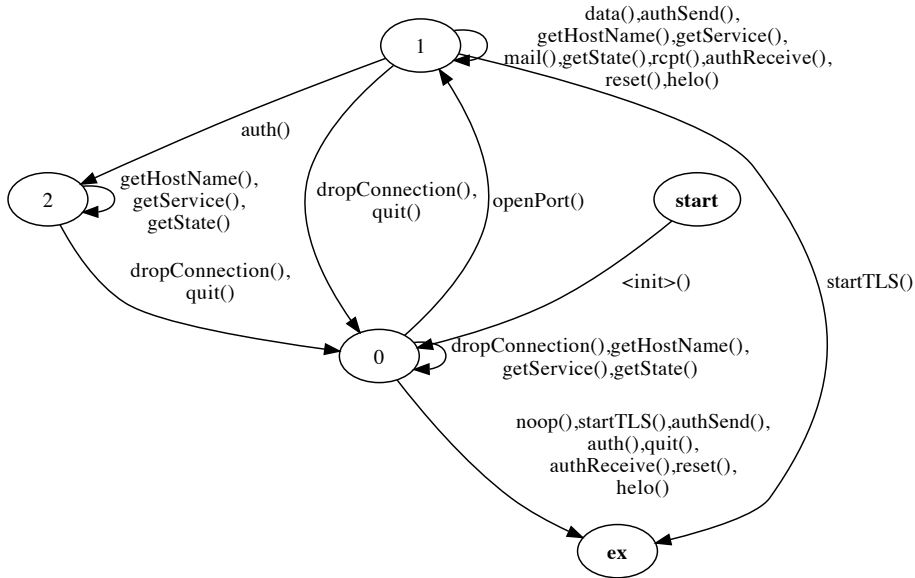 data(),authSend(),
getHostName(),getService(),
mail(),getState(),rcpt(),authReceive(),
reset(),helo()
1
auth()
2
getHostName(),
getService(),
getState()
dropConnection(),
quit()
openPort()
start
dropConnection(),
quit()
<init>()
startTLS()
0
dropConnection(),getHostName(),
getService(),getState()
noop(),startTLS(),authSend(),
auth(),quit(),
authReceive(),reset(),
helo()
ex